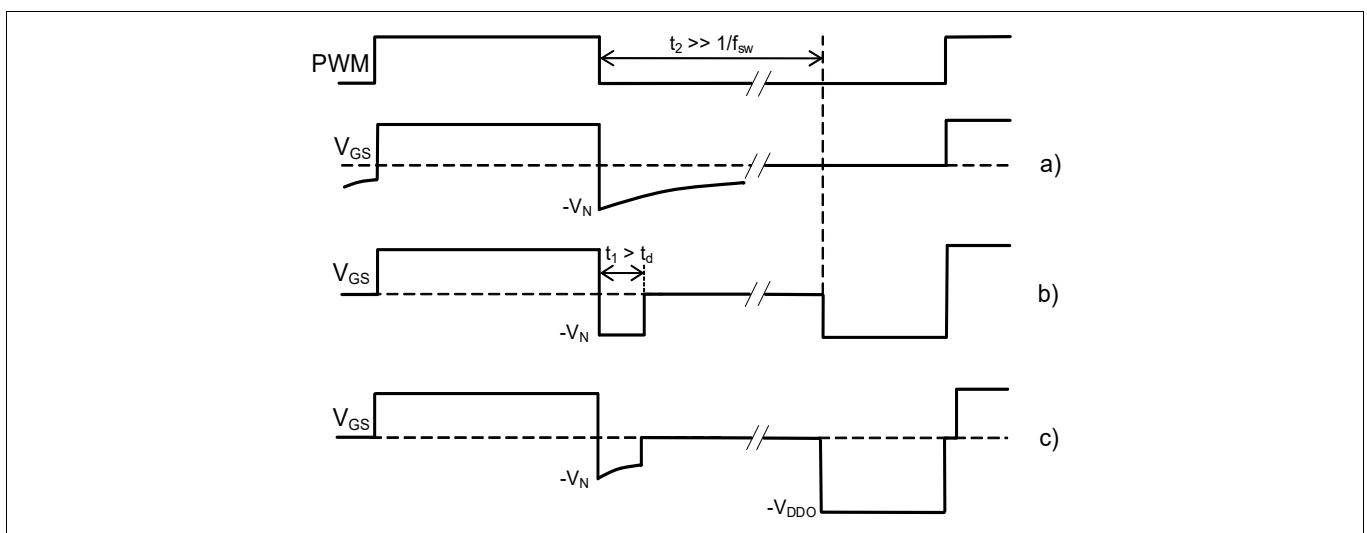 t₂ >> 1/fsw
PWM
VGS
a)
-VN
t₁ > td
VGS
b)
-VN
VGS
c)
-VN
-VDDO